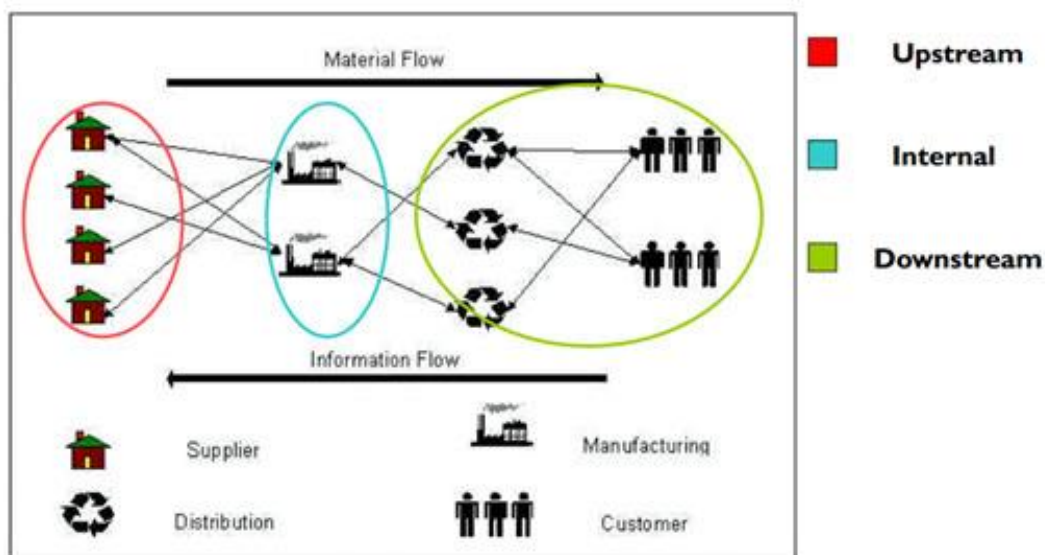 Material Flow
Upstream
Internal
Downstream
Information Flow
Supplier
Manufacturing
Distribution
Customer